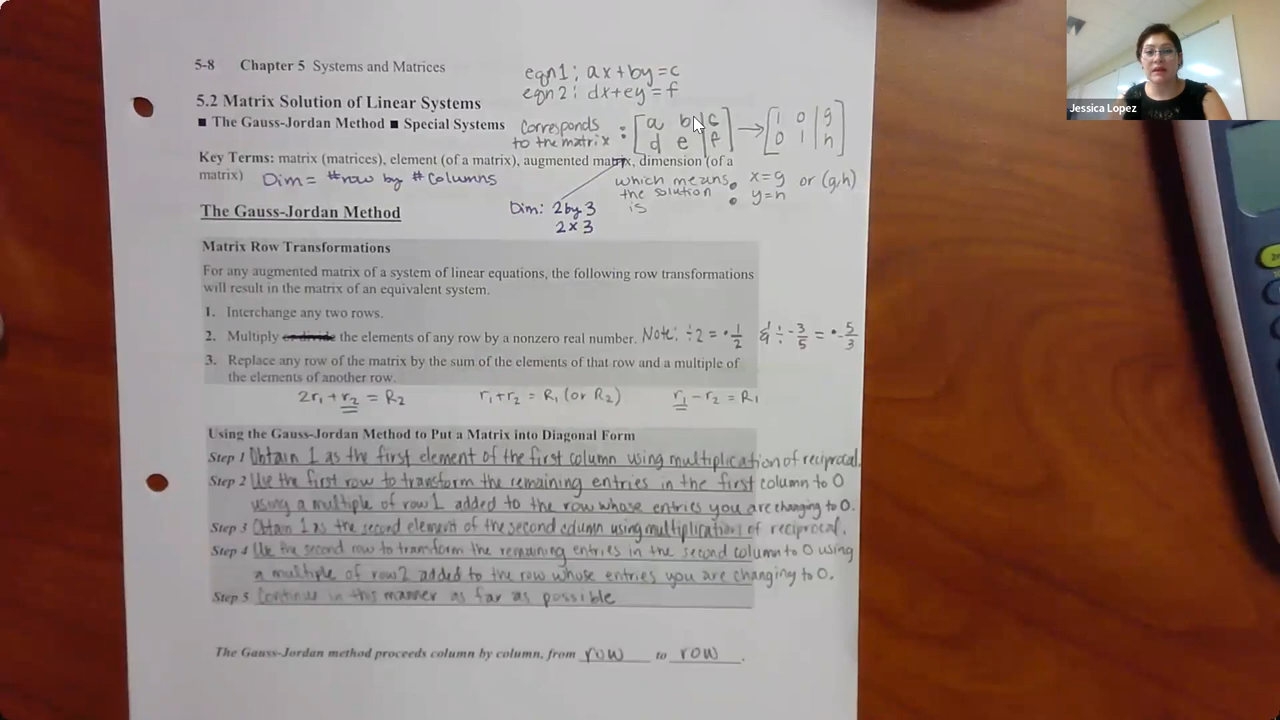 5-8 Chapter 5 Systems and Matrices
eqn1: ax+by=c
eqn2: dx+ey=f
5.2 Matrix Solution of Linear Systems
■ The Gauss-Jordan Method ■ Special Systems
Corresponds to the matrix : [a b | c; d e | f] → [1 0 | g; 0 1 | h]
Key Terms: matrix (matrices), element (of a matrix), augmented matrix, dimension (of a
matrix) Dim = #row by #columns
which means the solution is : x=g y=h or (g,h)
Dim: 2 by 3
2 x 3
The Gauss-Jordan Method
Matrix Row Transformations
For any augmented matrix of a system of linear equations, the following row transformations
will result in the matrix of an equivalent system.
1. Interchange any two rows.
2. Multiply or divide the elements of any row by a nonzero real number. Note: ÷2 = ·1/2 & ÷-3/5 = ·-5/3
3. Replace any row of the matrix by the sum of the elements of that row and a multiple of
the elements of another row.
2r₁+r₂ = R₂ r₁+r₂ = R₁ (or R₂) r₁-r₂ = R₁
Using the Gauss-Jordan Method to Put a Matrix into Diagonal Form
Step 1 Obtain 1 as the first element of the first column using multiplication of reciprocal.
Step 2 Use the first row to transform the remaining entries in the first column to 0
using a multiple of row 1 added to the row whose entries you are changing to 0.
Step 3 Obtain 1 as the second element of the second column using multiplication of reciprocal.
Step 4 Use the second row to transform the remaining entries in the second column to 0 using
a multiple of row 2 added to the row whose entries you are changing to 0.
Step 5 Continue in this manner as far as possible
The Gauss-Jordan method proceeds column by column, from row to row.
Jessica Lopez